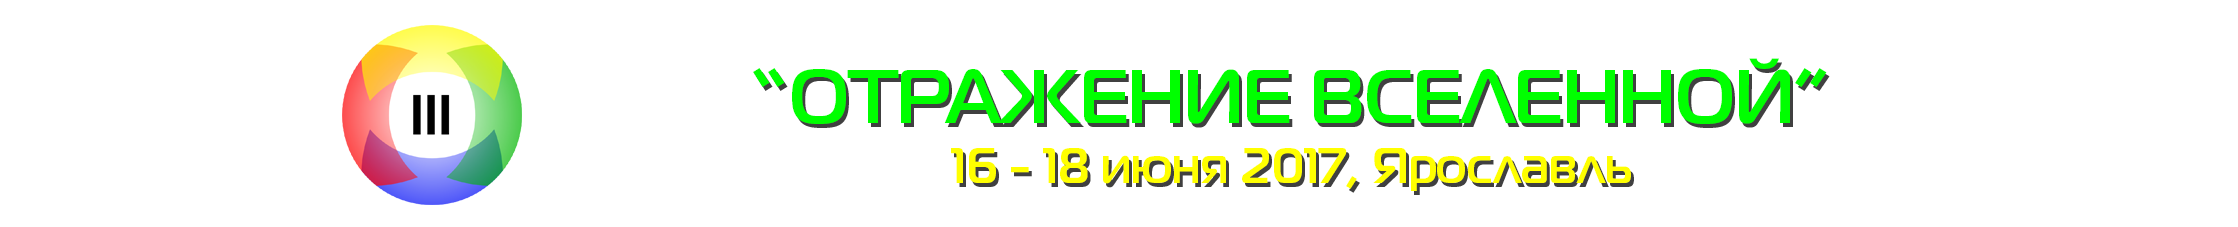 III
“ОТРАЖЕНИЕ ВСЕЛЕННОЙ”
16 - 18 июня 2017, Ярославль